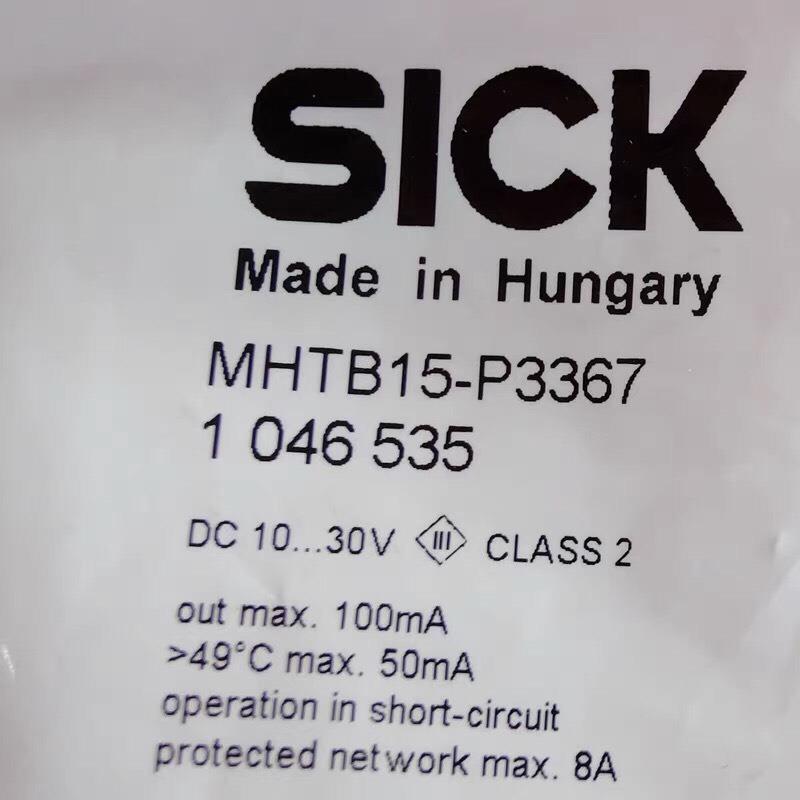 SICK
Made in Hungary
MHTB15-P3367
1 046 535
DC 10...30V III CLASS 2
out max. 100mA
>49°C max. 50mA
operation in short-circuit
protected network max. 8A